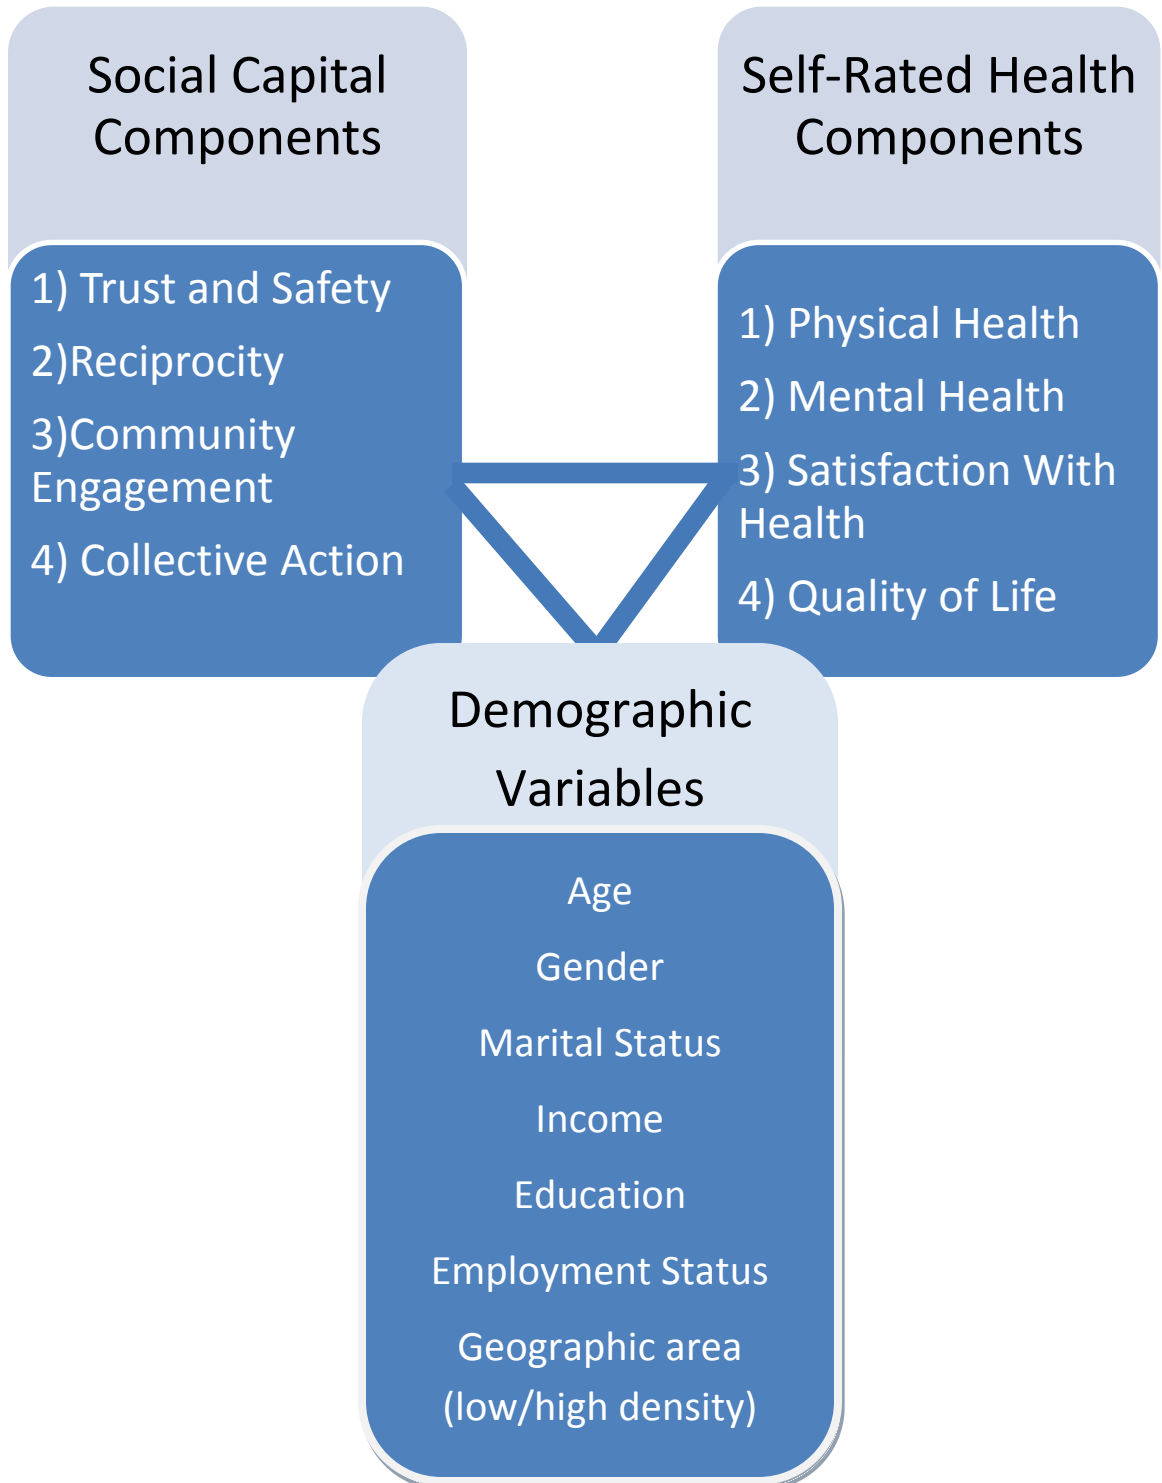 Social Capital
Components
1) Trust and Safety
2)Reciprocity
3)Community
Engagement
4) Collective Action
Self-Rated Health
Components
1) Physical Health
2) Mental Health
3) Satisfaction With
Health
4) Quality of Life
Demographic
Variables
Age
Gender
Marital Status
Income
Education
Employment Status
Geographic area
(low/high density)